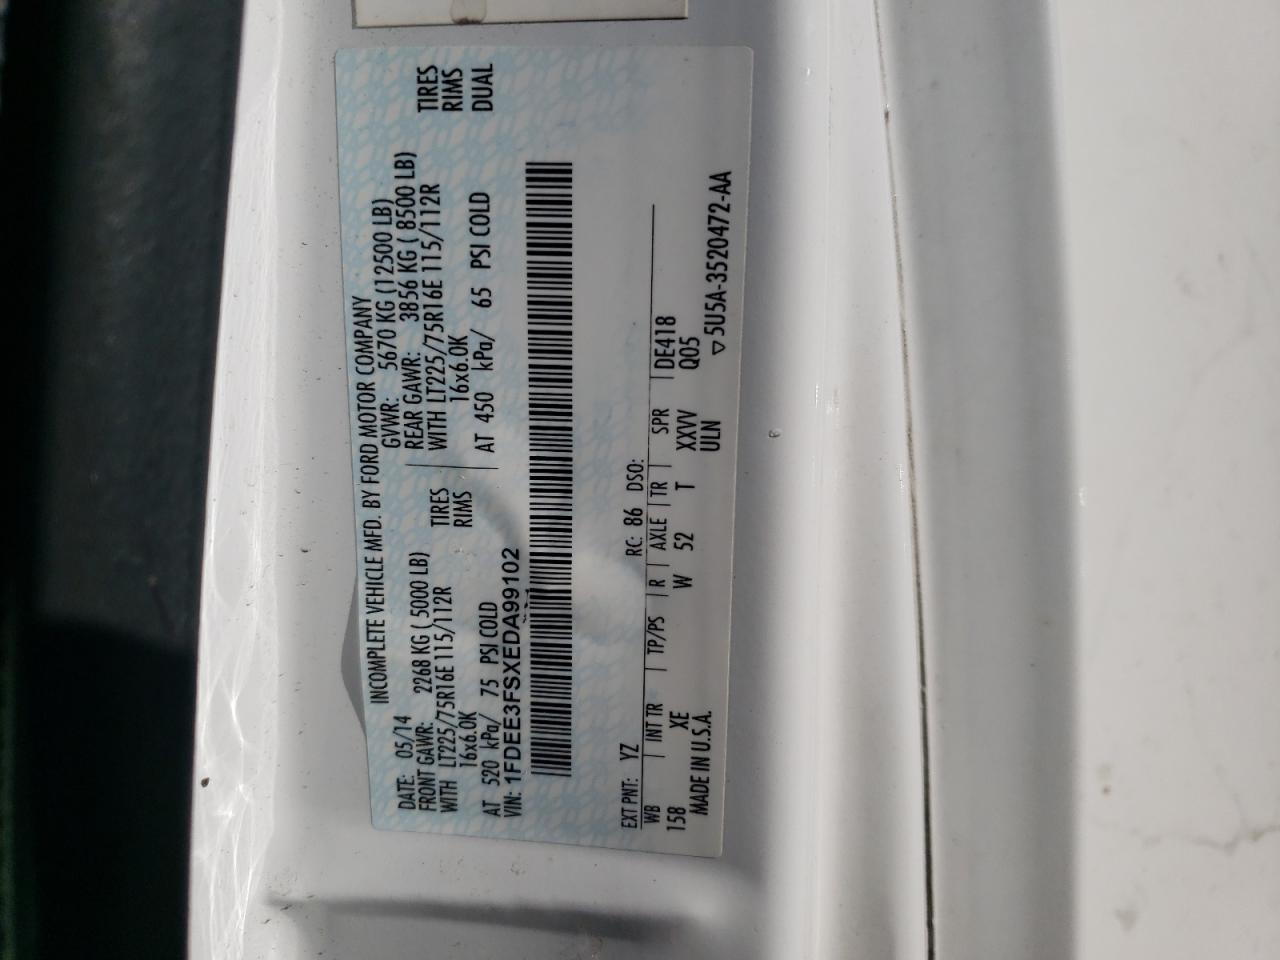 INCOMPLETE VEHICLE MFD. BY FORD MOTOR COMPANY
DATE: 05/14 GVWR: 5670 KG (12500 LB)
FRONT GAWR: 2268 KG ( 5000 LB) REAR GAWR: 3856 KG ( 8500 LB)
WITH LT225/75R16E 115/112R TIRES WITH LT225/75R16E 115/112R TIRES
16x6.0K RIMS 16x6.0K RIMS
AT 520 kPa/ 75 PSI COLD AT 450 kPa/ 65 PSI COLD DUAL
VIN: 1FDEE3FSXEDA99102
EXT PNT: YZ RC: 86 DSO:
WB | INT TR | TP/PS | R | AXLE | TR | SPR | DE418
158 XE W 52 T XXVV Q05
MADE IN U.S.A. ULN ▽5U5A-3520472-AA